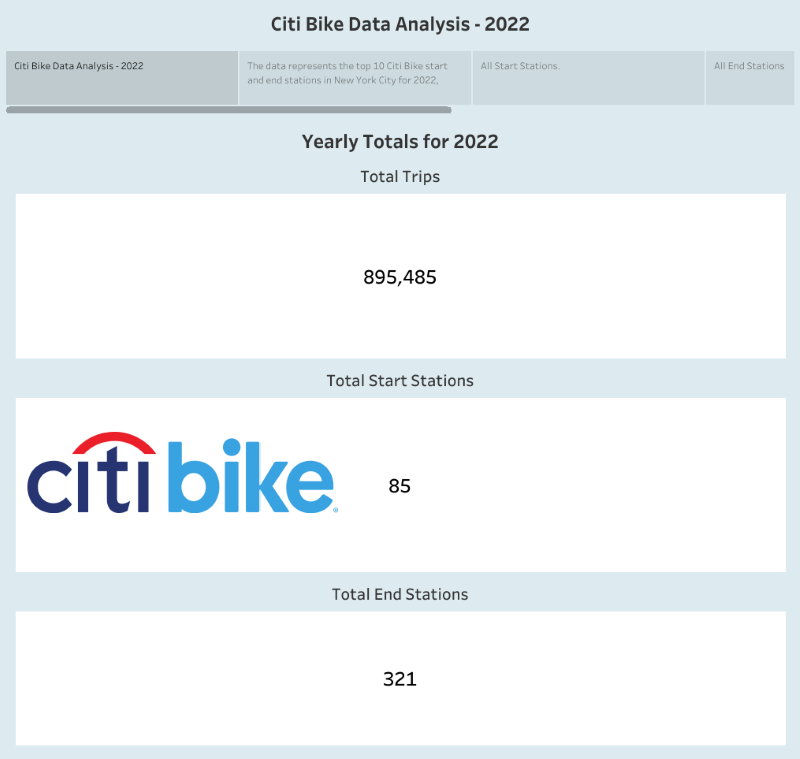 Citi Bike Data Analysis - 2022
Citi Bike Data Analysis - 2022
The data represents the top 10 Citi Bike start
and end stations in New York City for 2022,
All Start Stations.
All End Stations
Yearly Totals for 2022
Total Trips
895,485
Total Start Stations
citi bike®
85
Total End Stations
321